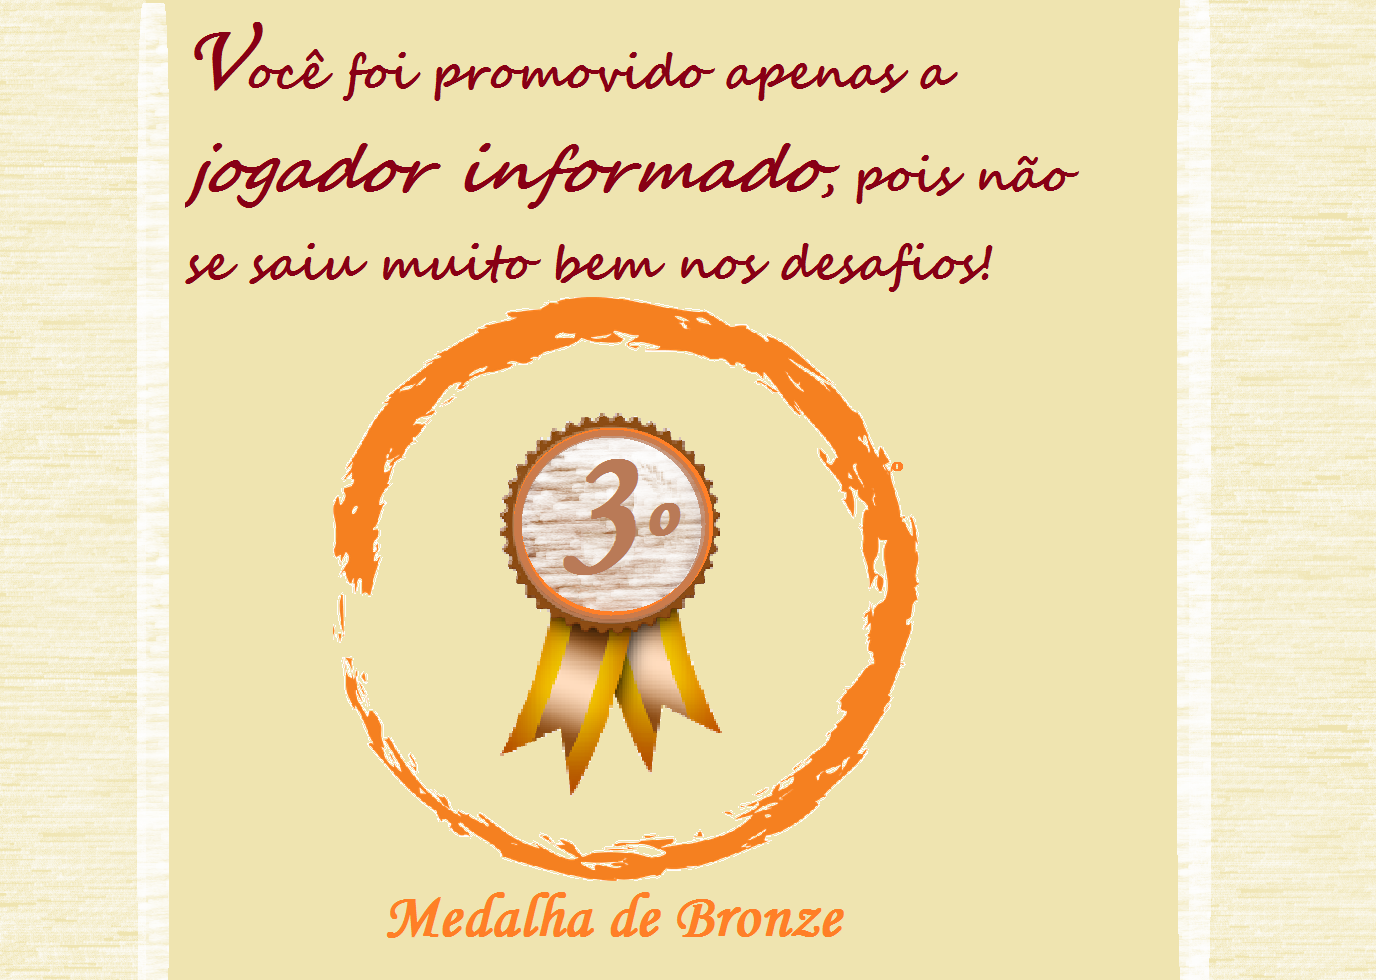 Você foi promovido apenas a
jogador informado, pois não
se saiu muito bem nos desafios!
3º
Medalha de Bronze